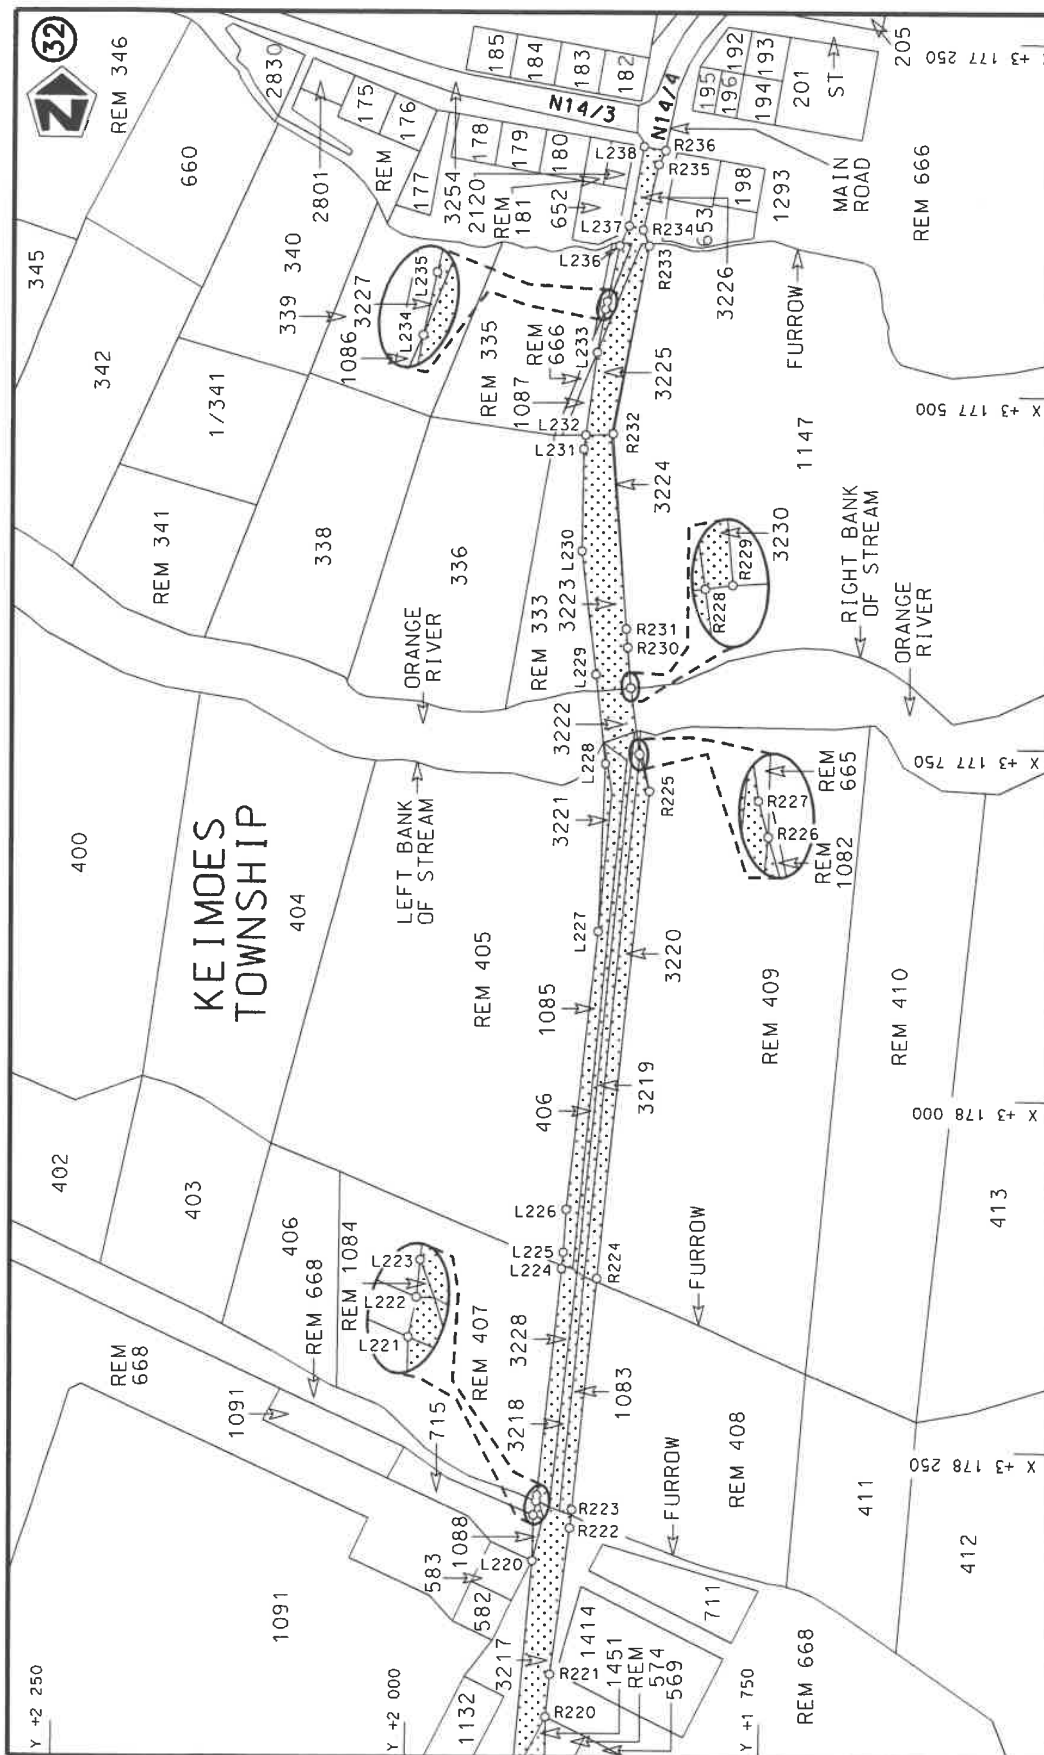 32
N
REM 346
2830
660
345
342
340
339
1/341
REM 341
338
336
REM 335
REM 333
2801
175
176
REM
177
185
184
183
182
3254
2120
178
179
180
REM
181
652
N14/3
N14/4
195
196
192
193
194
201
ST
205
X +3 177 250
198
653
1293
MAIN
ROAD
REM 666
FURROW
3226
3225
3224
3227
1086
L234
L235
REM
666
1087
L238
L237
L236
L233
L232
L231
L230
L229
L228
L227
L226
L225
L224
L223
L222
L221
L220
R236
R235
R234
R233
R232
R231
R230
R229
R228
R227
R226
R225
R224
R223
R222
R221
R220
X +3 177 500
1147
3230
RIGHT BANK
OF STREAM
ORANGE
RIVER
ORANGE
RIVER
3223
3222
3221
LEFT BANK
OF STREAM
KEIMOES
TOWNSHIP
400
404
REM 405
402
403
406
REM 1084
REM 668
REM
668
REM 407
1085
406
3220
3219
REM
665
REM
1082
X +3 177 750
REM 409
REM 410
X +3 178 000
413
FURROW
3228
3218
1083
REM 408
FURROW
411
412
X +3 178 250
1091
715
1088
583
582
1091
3217
1132
1414
1451
REM
574
569
711
REM 668
Y +2 250
Y +2 000
Y +1 750